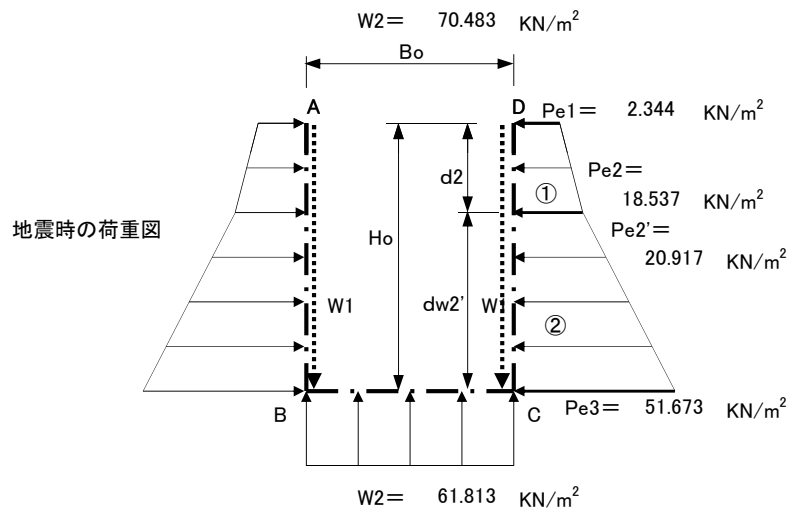 W2＝ 70.483 KN/m²
Bo
A
D
Pe1＝ 2.344 KN/m²
d2
①
Pe2＝
18.537 KN/m²
地震時の荷重図
Ho
Pe2'＝
20.917 KN/m²
W1
dw2'
W1
②
B
C
Pe3＝ 51.673 KN/m²
W2＝ 61.813 KN/m²